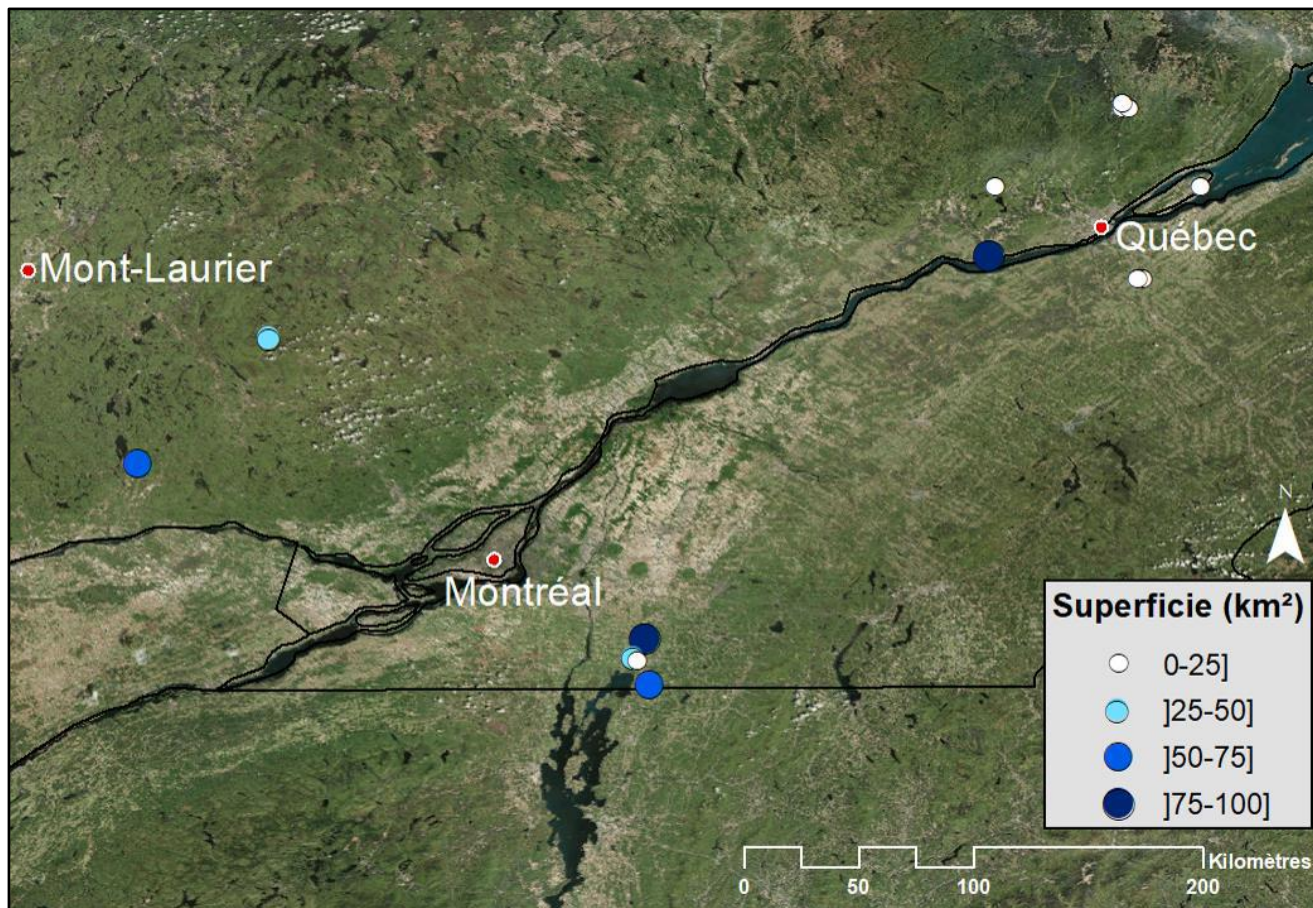 Québec
Mont-Laurier
Montréal
N
Superficie (km²)
0-25]
]25-50]
]50-75]
]75-100]
Kilomètres
0 50 100 200